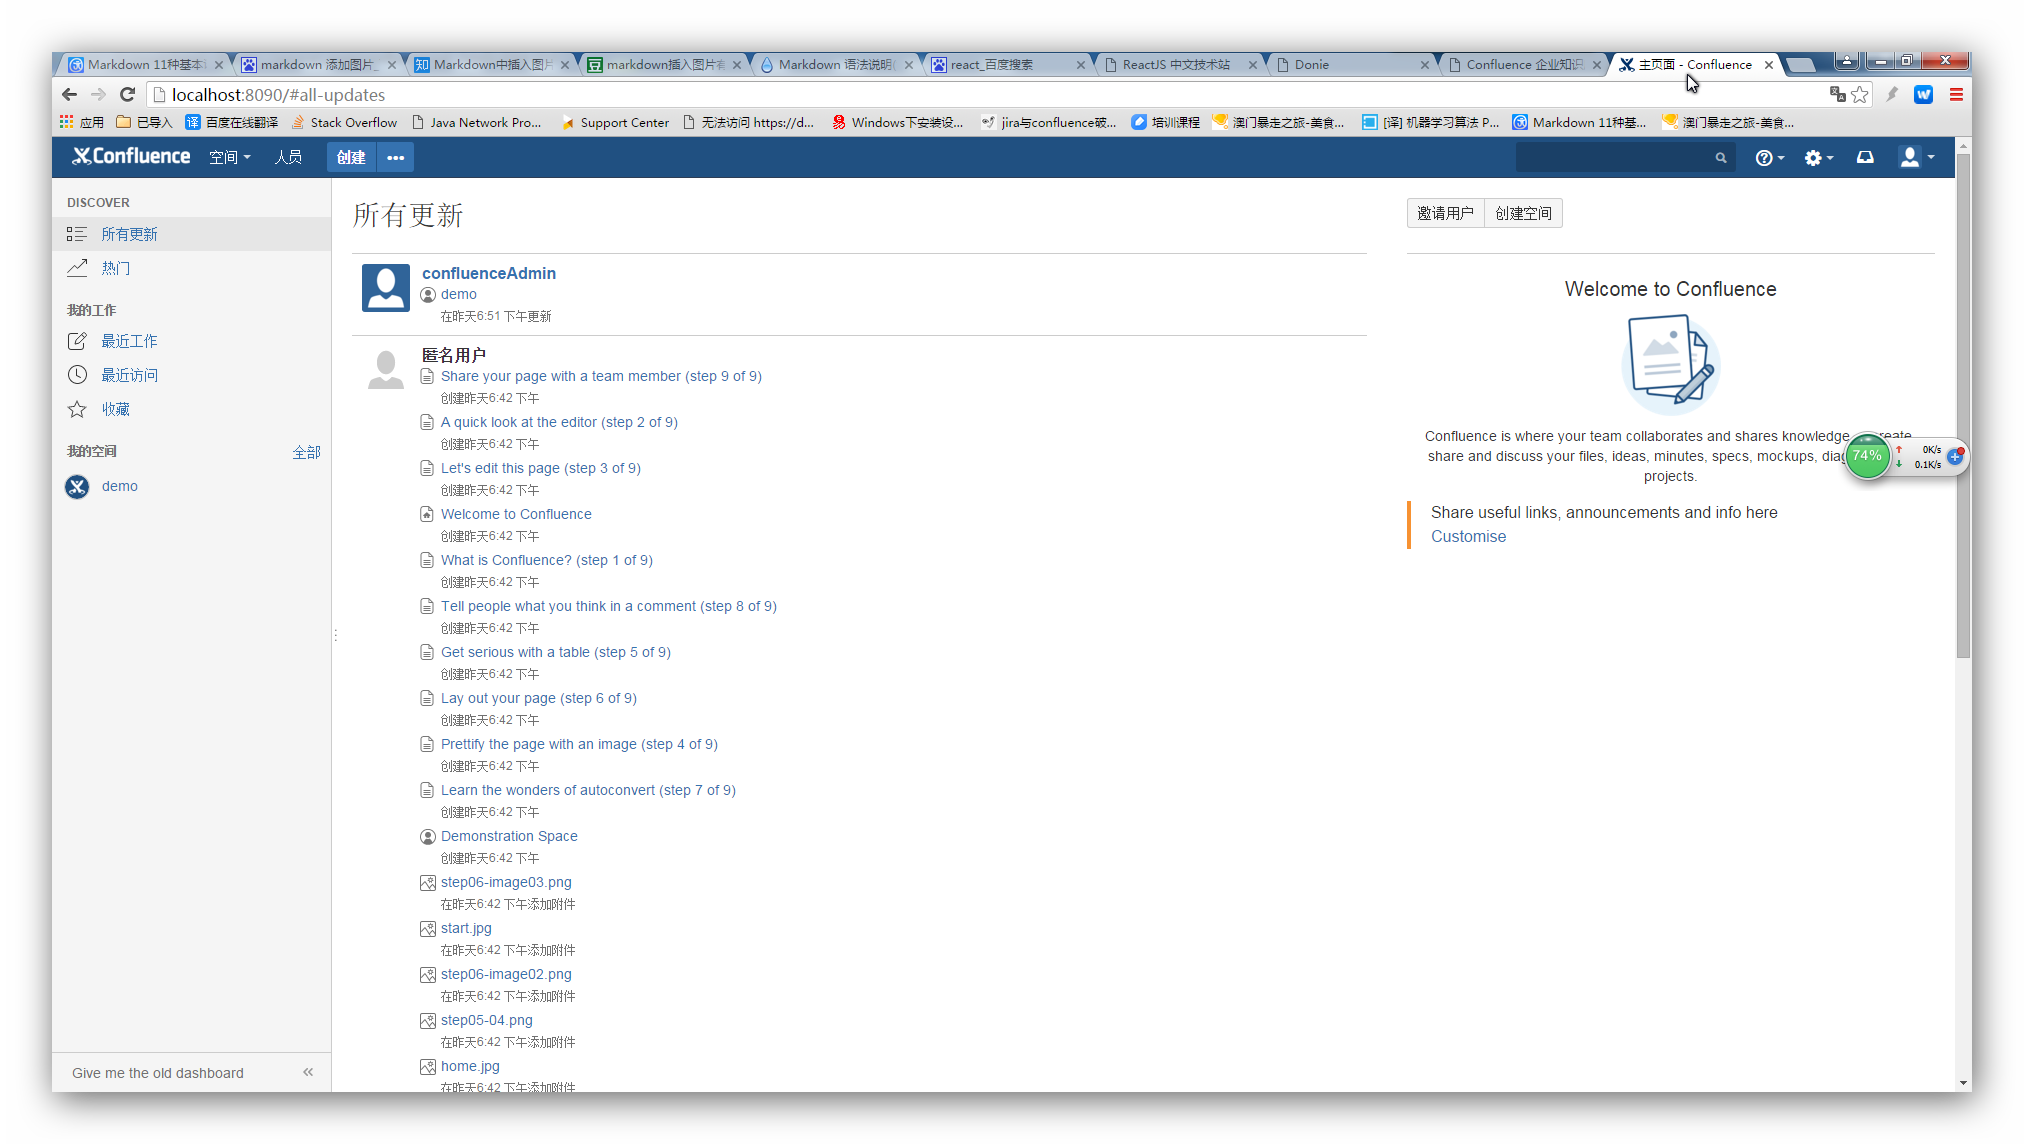 Markdown 11种基本
markdown 添加图片_
Markdown中插入图片
markdown插入图片
Markdown 语法说明
react_百度搜索
ReactJS 中文技术站
Donie
Confluence 企业知识
主页面 - Confluence
localhost:8090/#all-updates
应用
已导入
百度在线翻译
Stack Overflow
Java Network Pro...
Support Center
无法访问 https://d...
Windows下安装设...
jira与confluence破...
培训课程
澳门暴走之旅-美食...
[译] 机器学习算法 P...
Markdown 11种基...
澳门暴走之旅-美食...
Confluence 空间 人员 创建
DISCOVER
所有更新
热门
我的工作
最近工作
最近访问
收藏
我的空间 全部
demo
Give me the old dashboard
所有更新
confluenceAdmin
demo
在昨天6:51 下午更新
匿名用户
Share your page with a team member (step 9 of 9)
创建昨天6:42 下午
A quick look at the editor (step 2 of 9)
创建昨天6:42 下午
Let's edit this page (step 3 of 9)
创建昨天6:42 下午
Welcome to Confluence
创建昨天6:42 下午
What is Confluence? (step 1 of 9)
创建昨天6:42 下午
Tell people what you think in a comment (step 8 of 9)
创建昨天6:42 下午
Get serious with a table (step 5 of 9)
创建昨天6:42 下午
Lay out your page (step 6 of 9)
创建昨天6:42 下午
Prettify the page with an image (step 4 of 9)
创建昨天6:42 下午
Learn the wonders of autoconvert (step 7 of 9)
创建昨天6:42 下午
Demonstration Space
创建昨天6:42 下午
step06-image03.png
在昨天6:42 下午添加附件
start.jpg
在昨天6:42 下午添加附件
step06-image02.png
在昨天6:42 下午添加附件
step05-04.png
在昨天6:42 下午添加附件
home.jpg
在昨天6:42 下午添加附件
邀请用户 创建空间
Welcome to Confluence
Confluence is where your team collaborates and shares knowledge
share and discuss your files, ideas, minutes, specs, mockups,
projects.
Share useful links, announcements and info here
Customise
74%
0K/s
0.1K/s